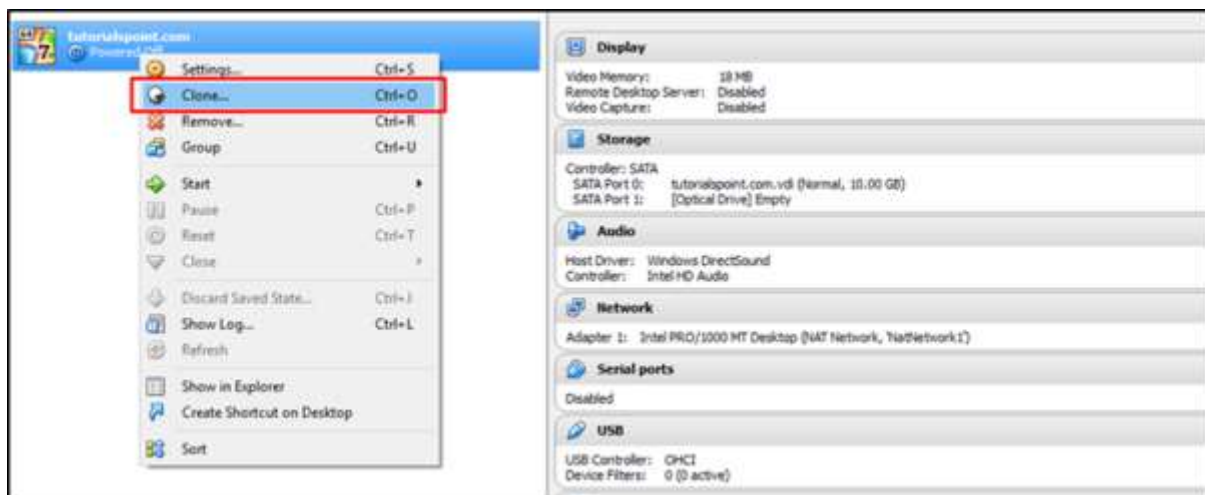 tutorialspoint.com
Powered Off
Settings... Ctrl+S
Clone... Ctrl+O
Remove... Ctrl+R
Group Ctrl+U
Start
Pause Ctrl+P
Reset Ctrl+T
Close
Discard Saved State... Ctrl+J
Show Log... Ctrl+L
Refresh
Show in Explorer
Create Shortcut on Desktop
Sort
Display
Video Memory: 18 MB
Remote Desktop Server: Disabled
Video Capture: Disabled
Storage
Controller: SATA
SATA Port 0: tutorialspoint.com.vdi (Normal, 10.00 GB)
SATA Port 1: [Optical Drive] Empty
Audio
Host Driver: Windows DirectSound
Controller: Intel HD Audio
Network
Adapter 1: Intel PRO/1000 MT Desktop (NAT Network, 'NatNetwork1')
Serial ports
Disabled
USB
USB Controller: OHCI
Device Filters: 0 (0 active)